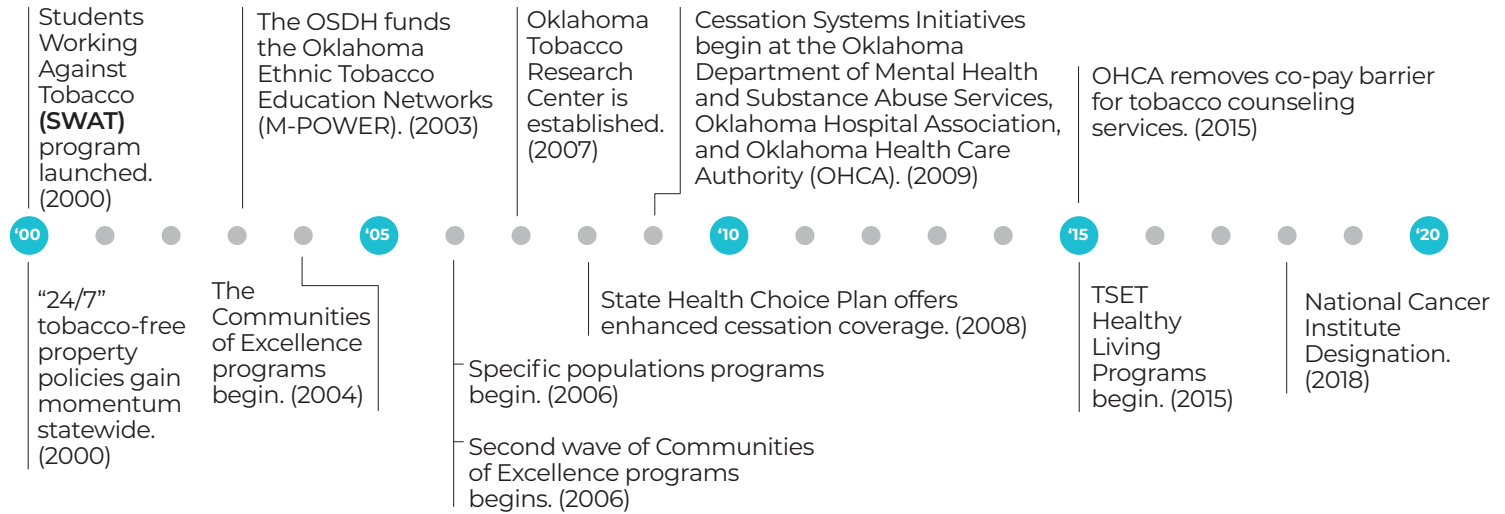 Students
Working
Against
Tobacco
(SWAT)
program
launched.
(2000)
The OSDH funds
the Oklahoma
Ethnic Tobacco
Education Networks
(M-POWER). (2003)
Oklahoma
Tobacco
Research
Center is
established.
(2007)
Cessation Systems Initiatives
begin at the Oklahoma
Department of Mental Health
and Substance Abuse Services,
Oklahoma Hospital Association,
and Oklahoma Health Care
Authority (OHCA). (2009)
OHCA removes co-pay barrier
for tobacco counseling
services. (2015)
‘00
‘05
‘10
‘15
‘20
“24/7”
tobacco-free
property
policies gain
momentum
statewide.
(2000)
The
Communities
of Excellence
programs
begin. (2004)
Specific populations programs
begin. (2006)
Second wave of Communities
of Excellence programs
begins. (2006)
State Health Choice Plan offers
enhanced cessation coverage. (2008)
TSET
Healthy
Living
Programs
begin. (2015)
National Cancer
Institute
Designation.
(2018)